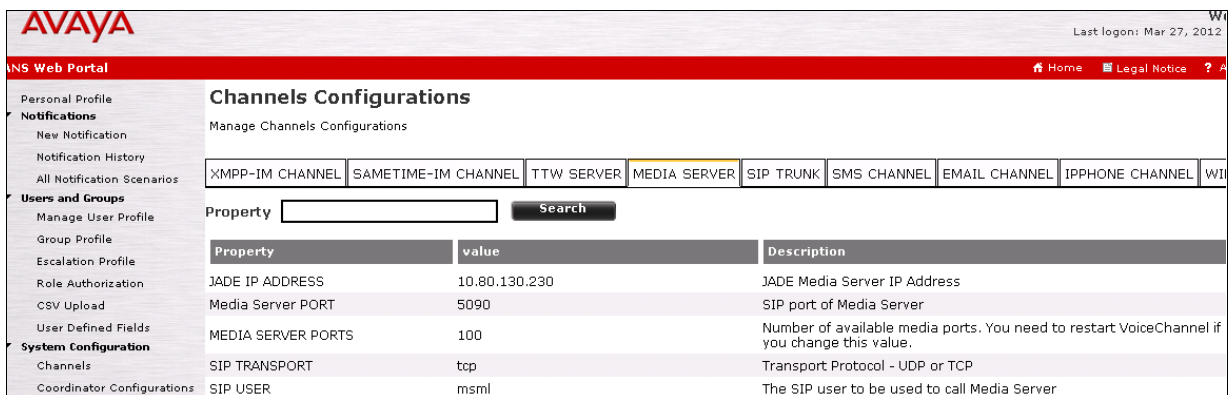 AVAYA
Last logon: Mar 27, 2012
ANS Web Portal
Home Legal Notice ?
Personal Profile
Notifications
New Notification
Notification History
All Notification Scenarios
Users and Groups
Manage User Profile
Group Profile
Escalation Profile
Role Authorization
CSV Upload
User Defined Fields
System Configuration
Channels
Coordinator Configurations
Channels Configurations
Manage Channels Configurations
XMPP-IM CHANNEL SAMETIME-IM CHANNEL TTW SERVER MEDIA SERVER SIP TRUNK SMS CHANNEL EMAIL CHANNEL IPPHONE CHANNEL
Property Search
Property value Description
JADE IP ADDRESS 10.80.130.230 JADE Media Server IP Address
Media Server PORT 5090 SIP port of Media Server
MEDIA SERVER PORTS 100 Number of available media ports. You need to restart VoiceChannel if
you change this value.
SIP TRANSPORT tcp Transport Protocol - UDP or TCP
SIP USER msml The SIP user to be used to call Media Server